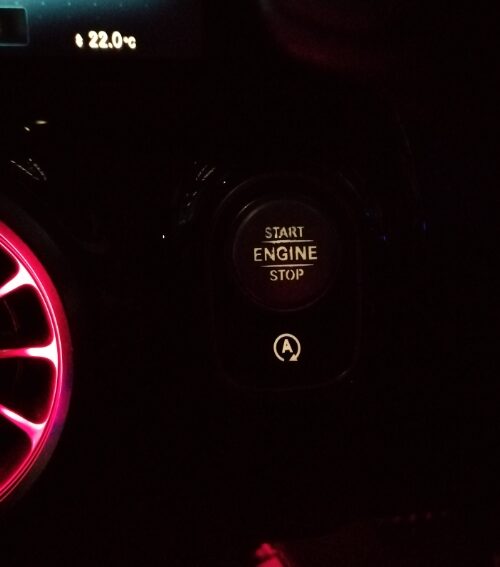 22.0°C
START
ENGINE
STOP
A